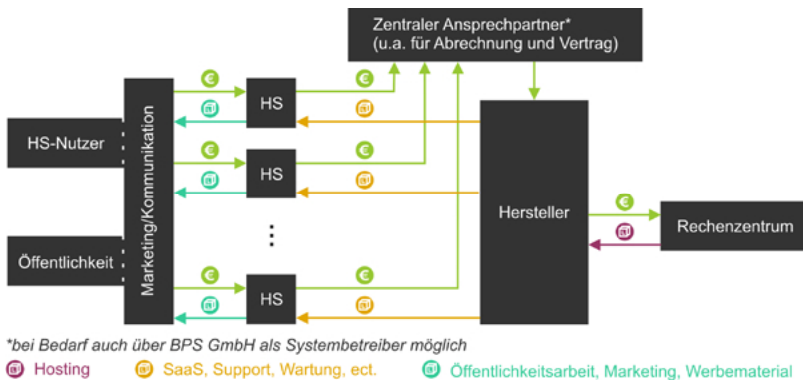 Zentraler Ansprechpartner*
(u.a. für Abrechnung und Vertrag)
HS-Nutzer
Öffentlichkeit
Marketing/Kommunikation
€
HS
€
€
HS
€
⋮
€
HS
€
Hersteller
€
Rechenzentrum
*bei Bedarf auch über BPS GmbH als Systembetreiber möglich
Hosting
SaaS, Support, Wartung, ect.
Öffentlichkeitsarbeit, Marketing, Werbematerial